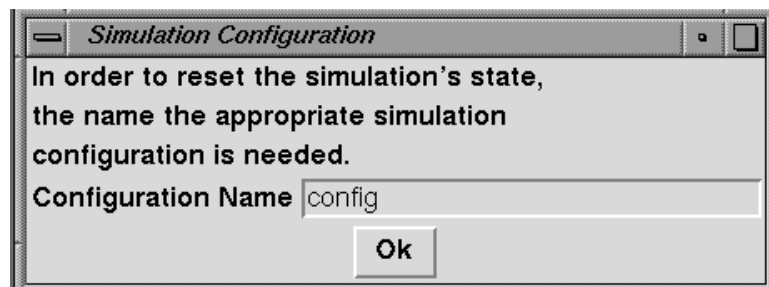 Simulation Configuration
In order to reset the simulation's state,
the name the appropriate simulation
configuration is needed.
Configuration Name config
Ok